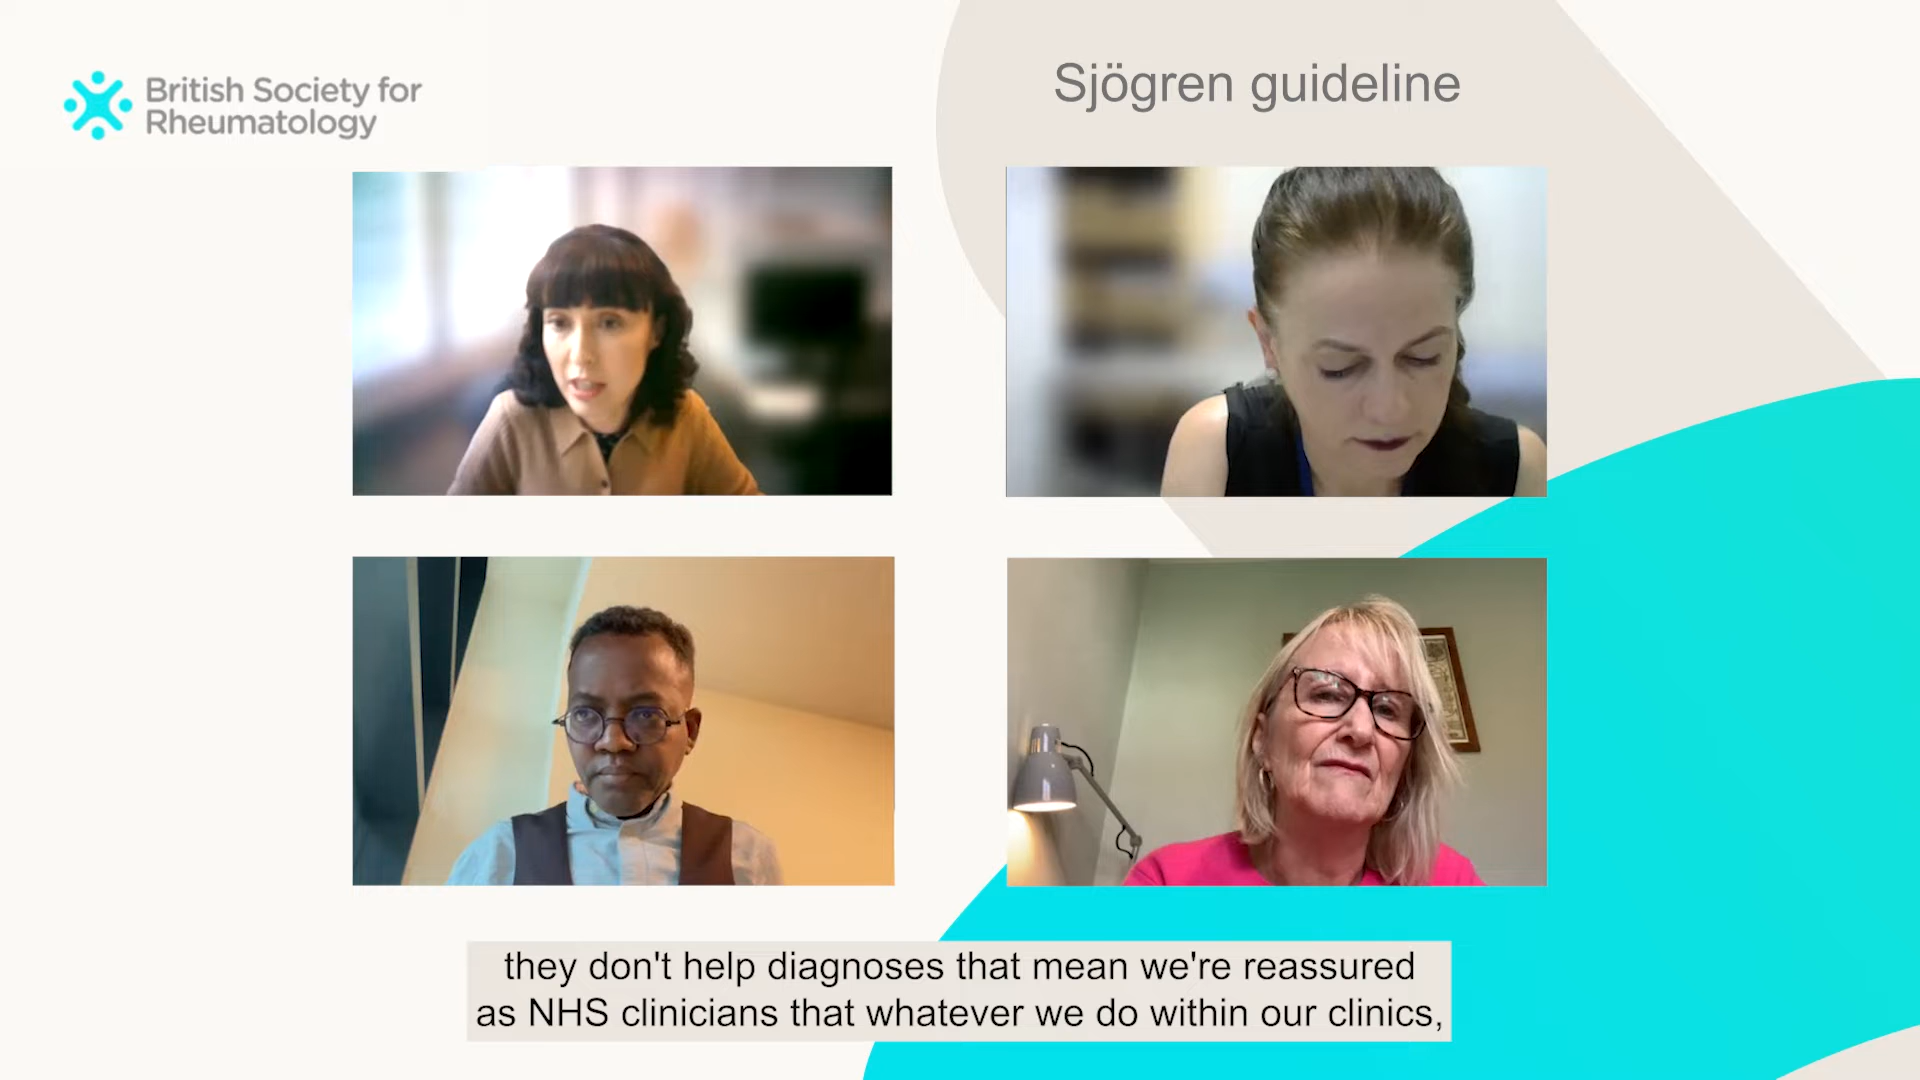 British Society for
Rheumatology
Sjögren guideline
they don't help diagnoses that mean we're reassured
as NHS clinicians that whatever we do within our clinics,